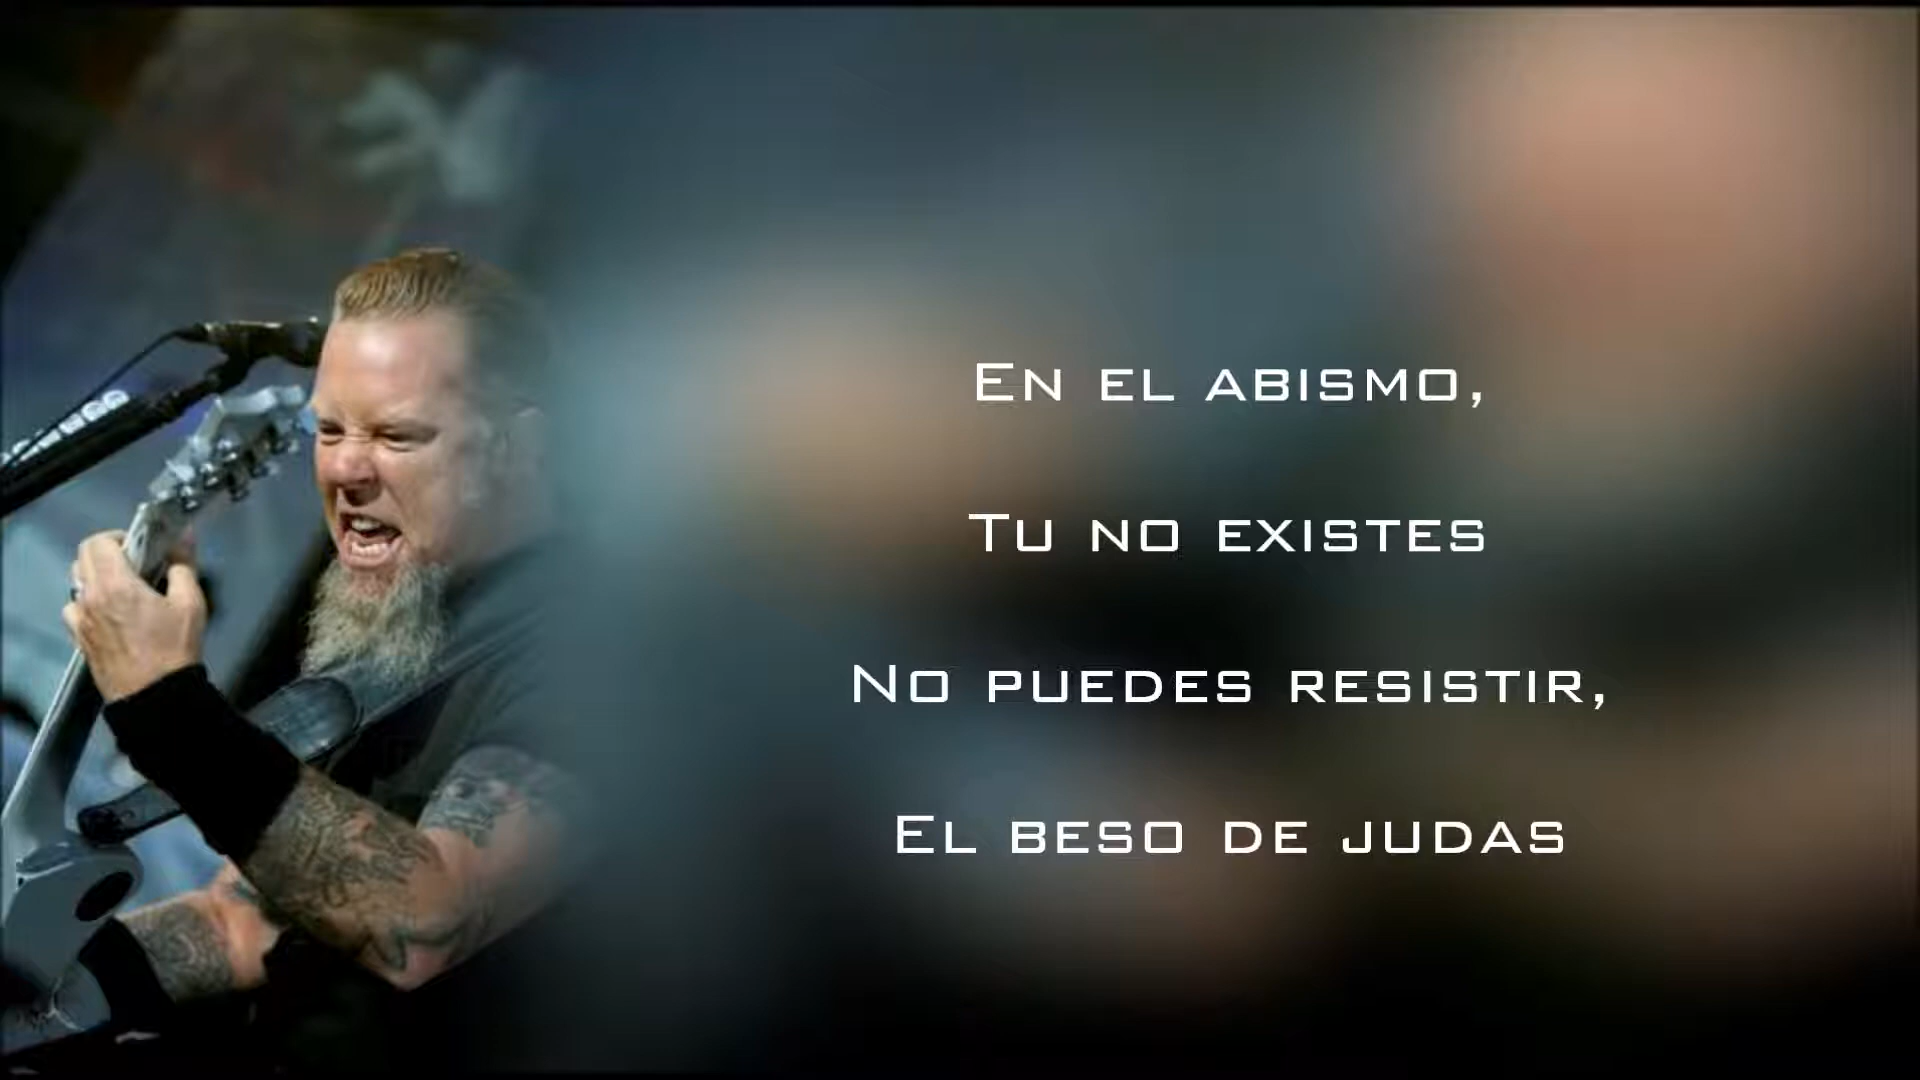 En el abismo,
Tu no existes
No puedes resistir,
El beso de judas